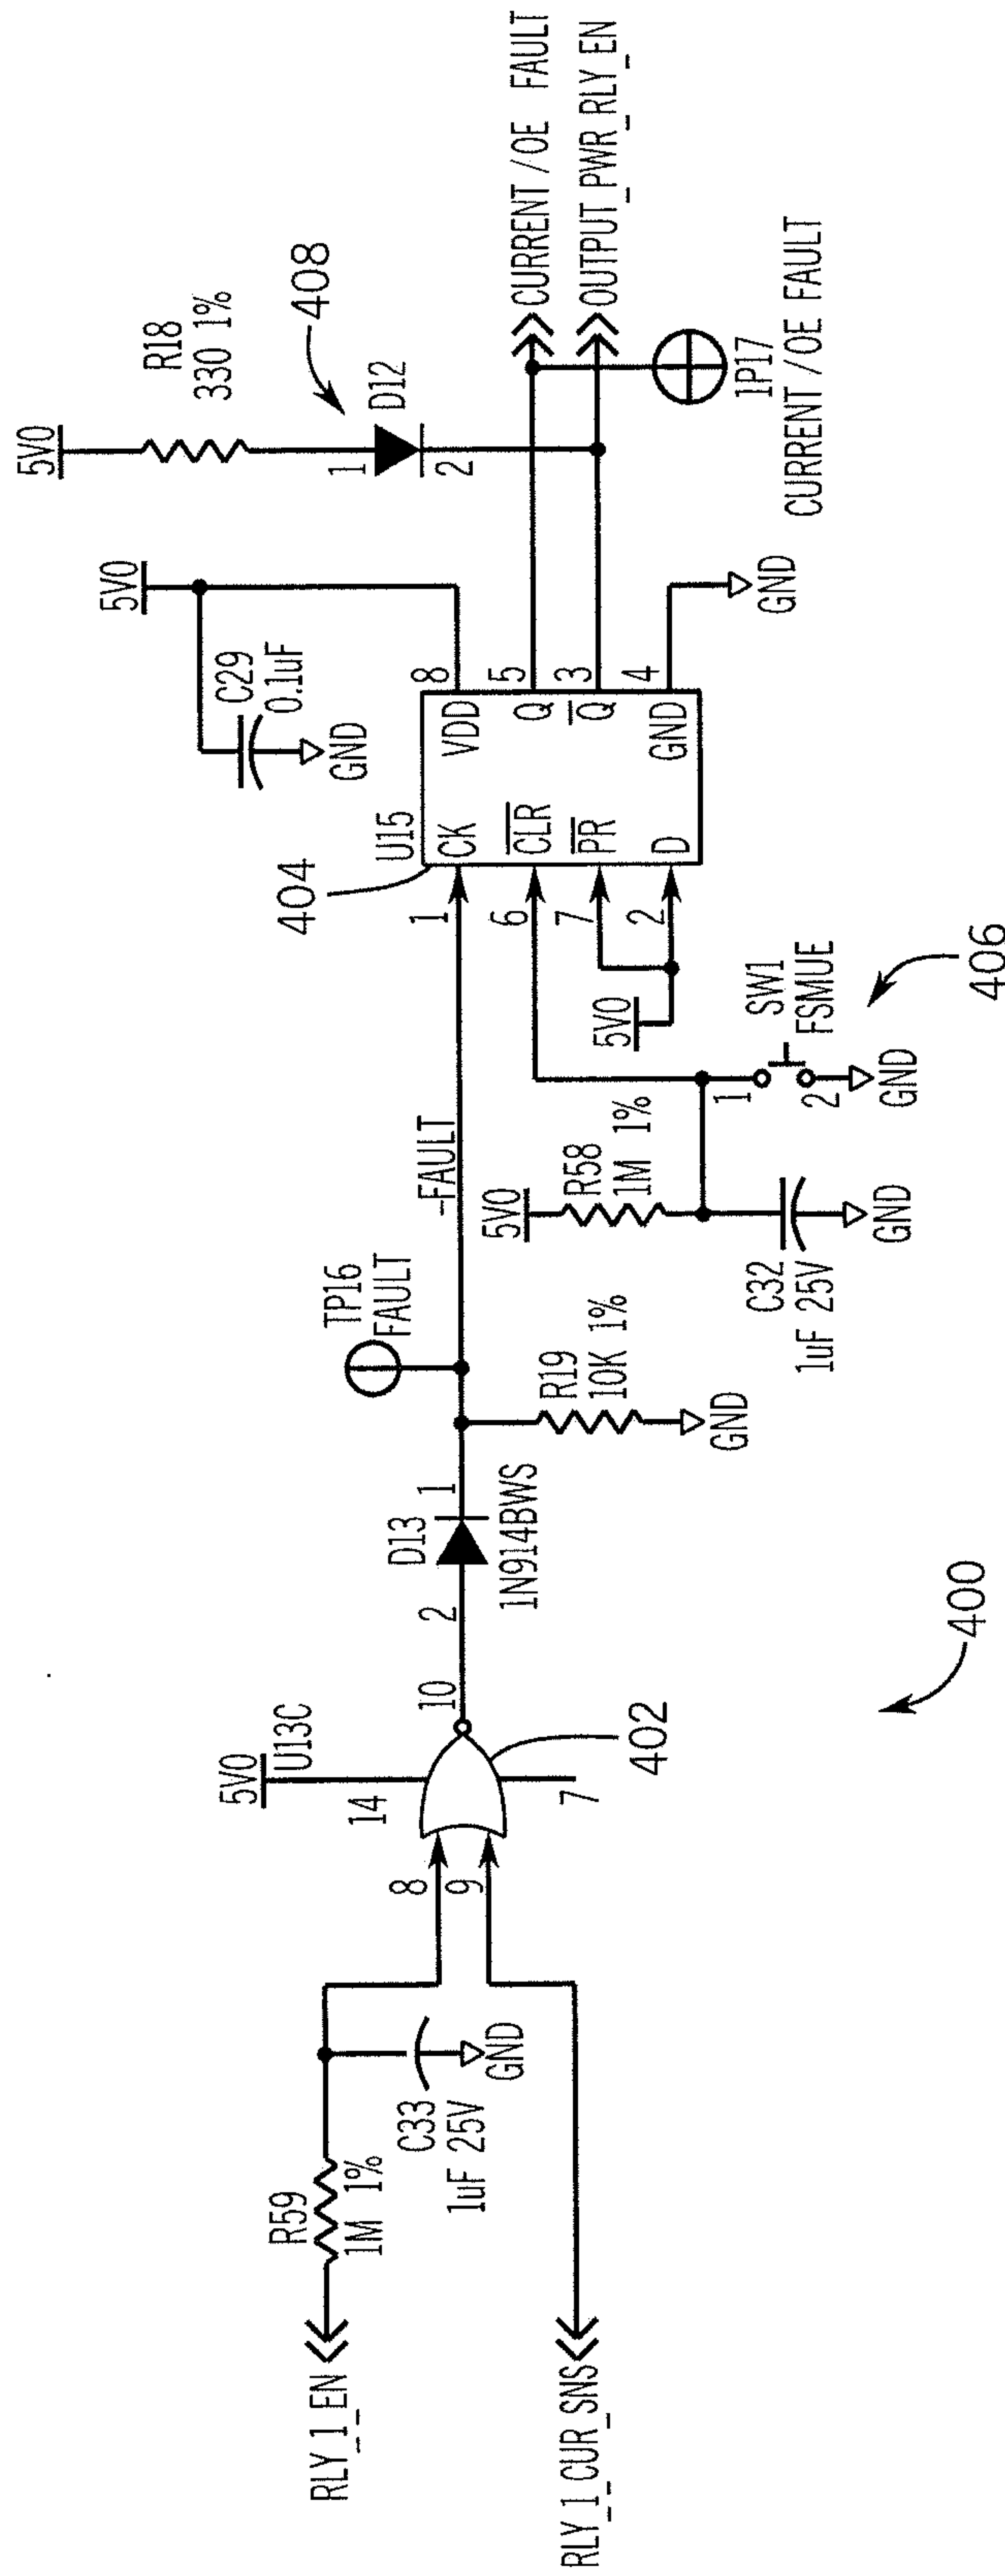 RLY_1_EN
R59
1M 1%
C33
1uF 25V
GND
RLY_1_CUR_SNS
8
9
5V0
U13C
14
10
7
402
400
2
D13
1
1N914BWS
TP16
FAULT
R19
10K 1%
GND
–FAULT
5V0
R58
1M 1%
C32
1uF 25V
GND
1
2
SW1
FSMUE
GND
406
5V0
404
U15
1
6
7
2
CK
CLR
PR
D
VDD
Q
Q
GND
8
5
3
4
5V0
C29
0.1uF
GND
GND
5V0
R18
330 1%
408
1
D12
2
CURRENT/OE FAULT
OUTPUT_PWR_RLY_EN
1P17
CURRENT/OE FAULT